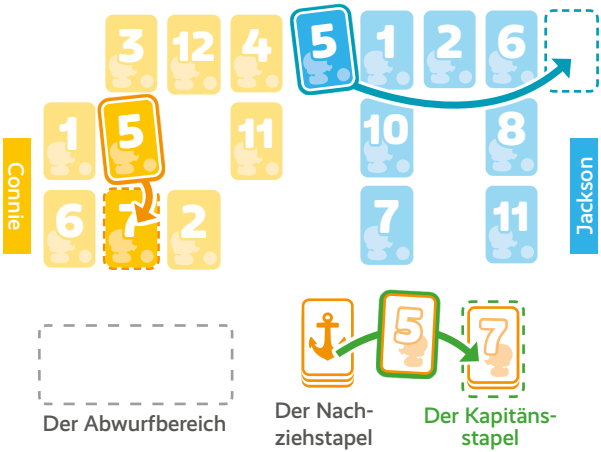 3 12 4 5 1 2 6
1 5 11 10 8
Connie
Jackson
6 7 2 7 11
5 7
Der Abwurfbereich
Der Nach-
ziehstapel
Der Kapitäns-
stapel